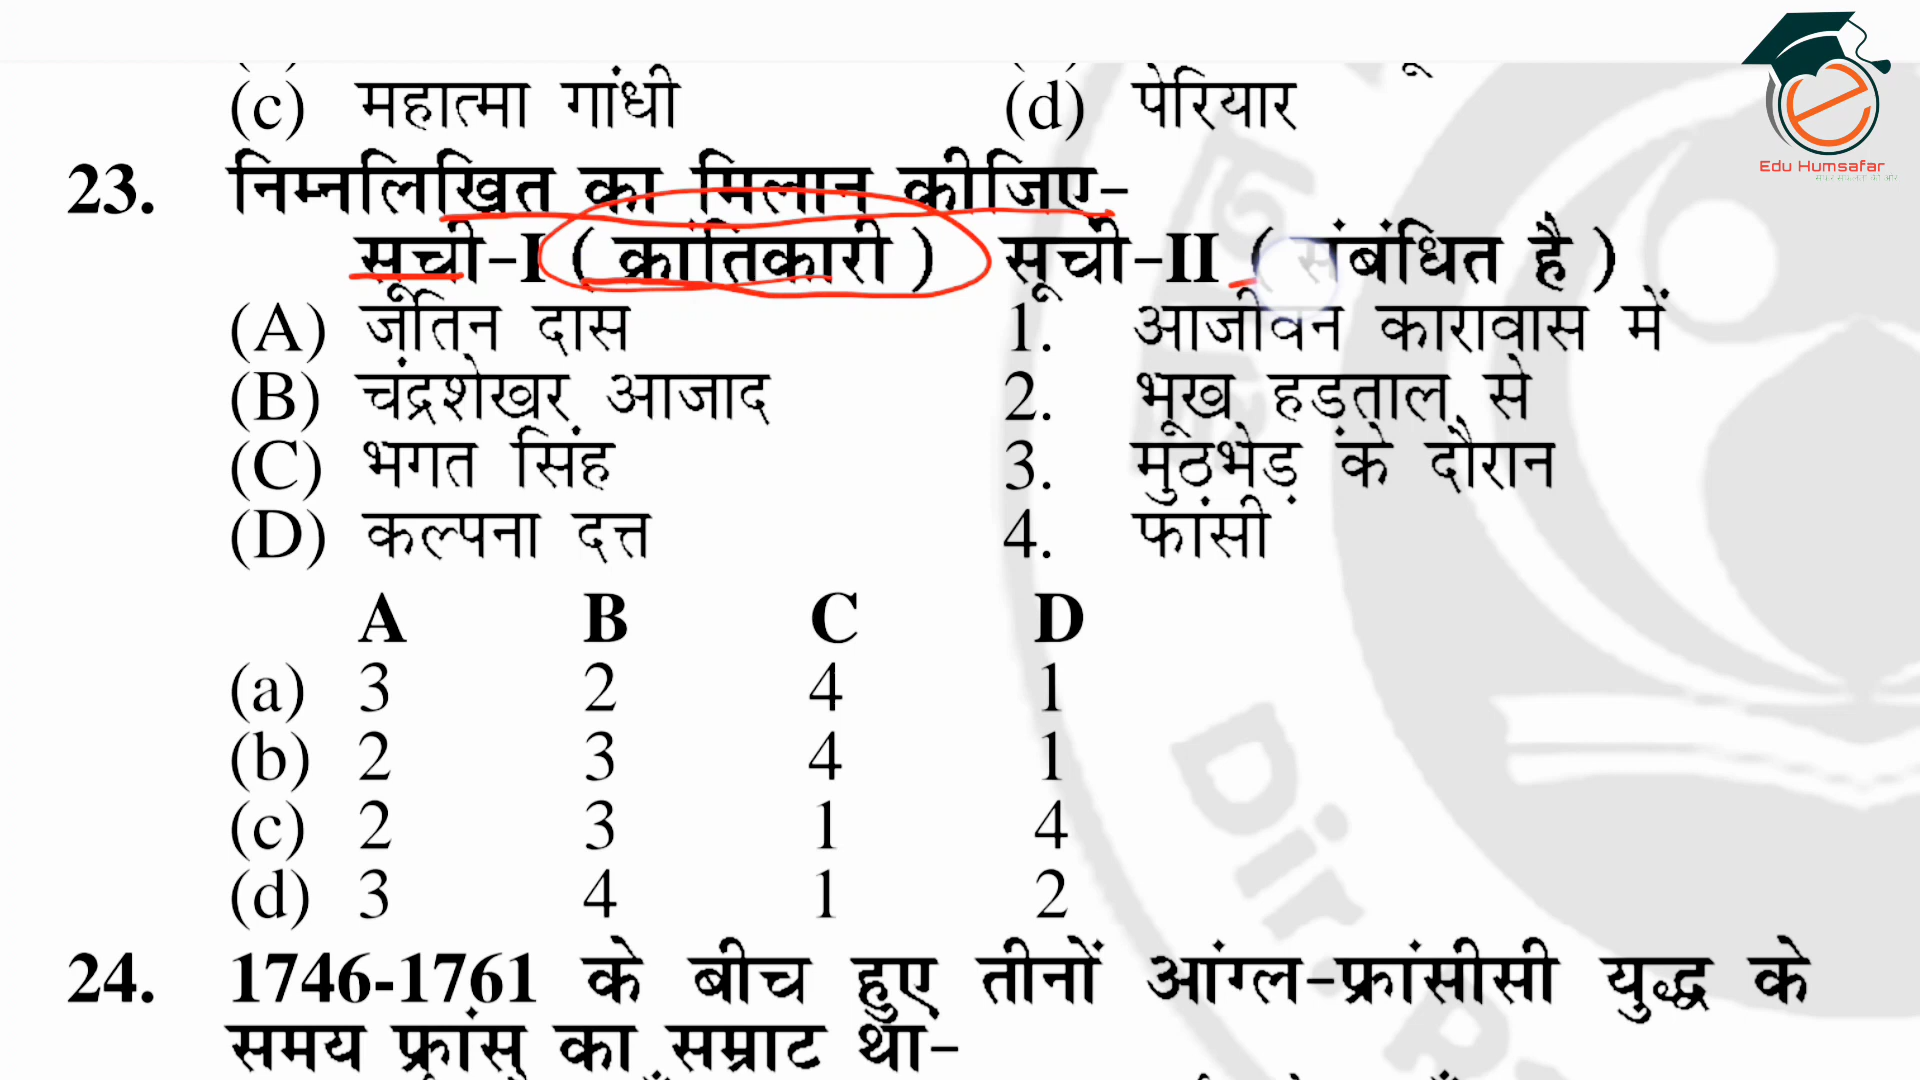 Edu Humsafar
(c) महात्मा गांधी (d) पेरियार
23. निम्नलिखित का मिलान कीजिए-
सूची-I (क्रांतिकारी) सूची-II (संबंधित है)
(A) जतिन दास 1. आजीवन कारावास में
(B) चंद्रशेखर आजाद 2. भूख हड़ताल से
(C) भगत सिंह 3. मुठभेड़ के दौरान
(D) कल्पना दत्त 4. फांसी
A B C D
(a) 3 2 4 1
(b) 2 3 4 1
(c) 2 3 1 4
(d) 3 4 1 2
24. 1746-1761 के बीच हुए तीनों आंग्ल-फ्रांसीसी युद्ध के
समय फ्रांस का सम्राट था-